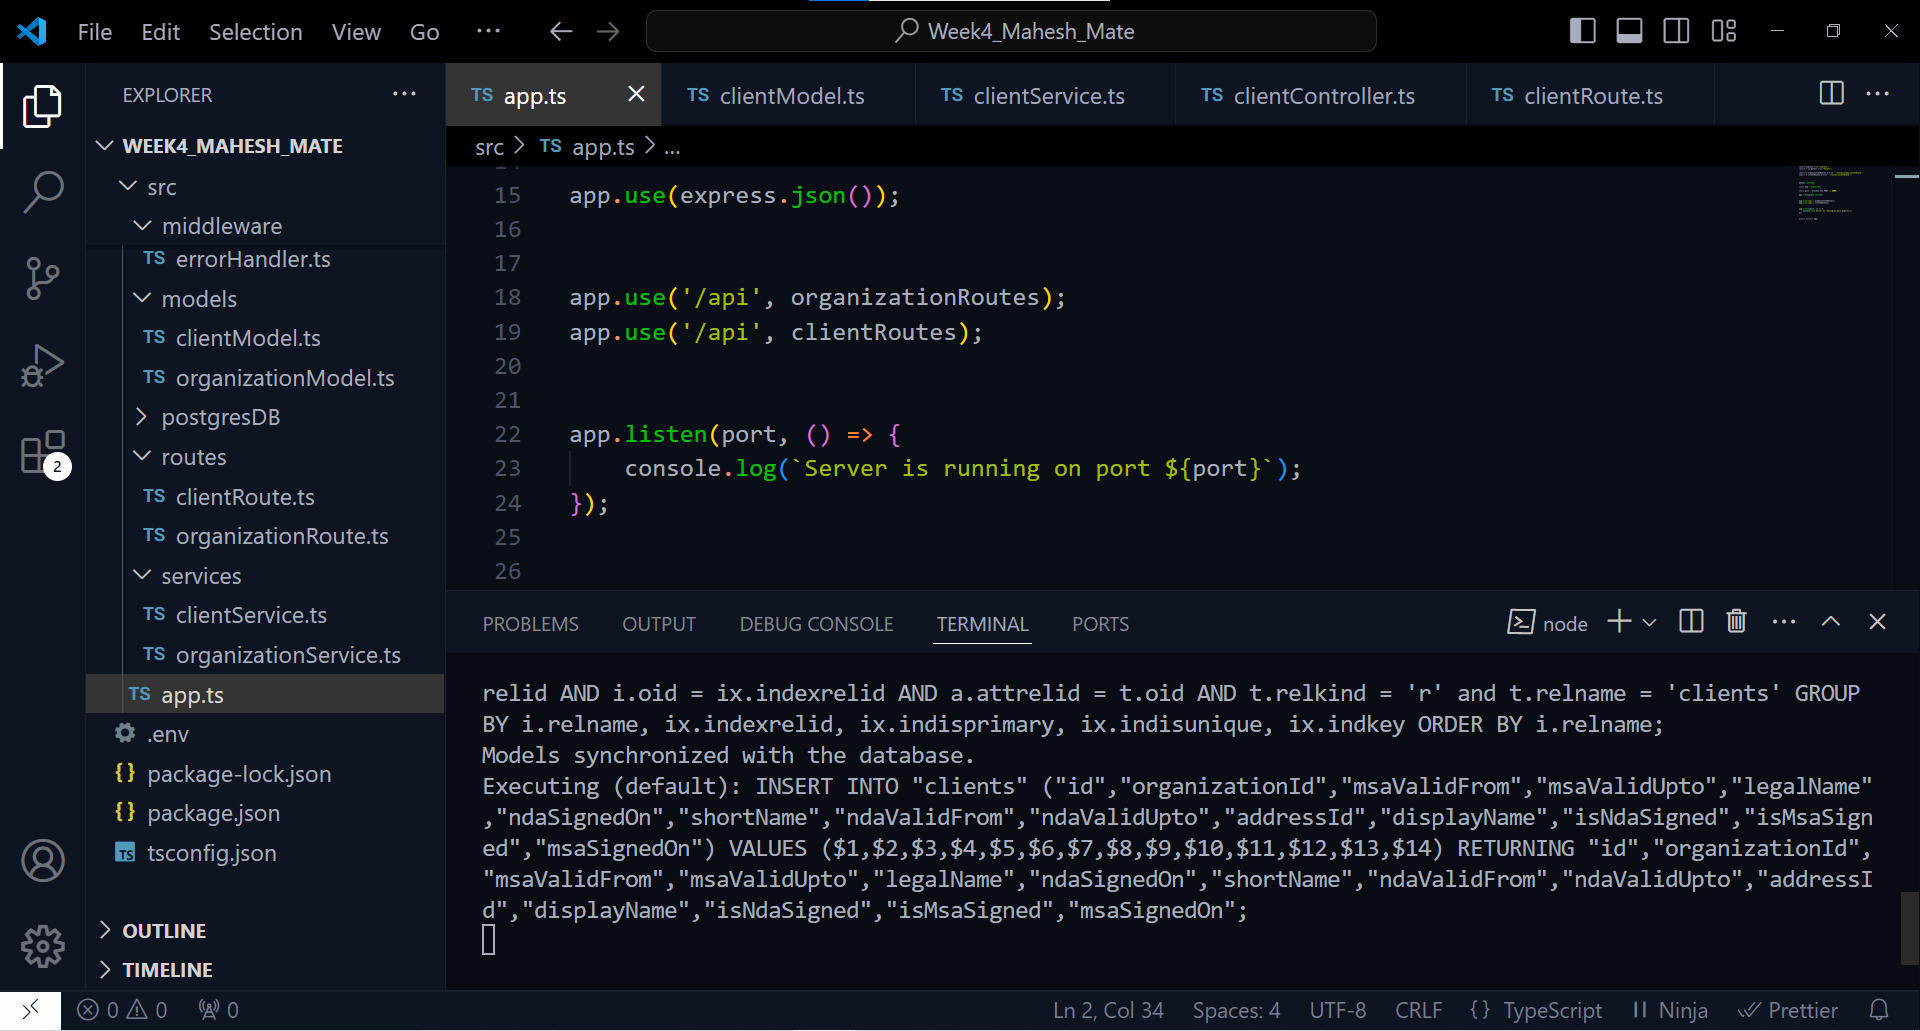 File Edit Selection View Go ··· Week4_Mahesh_Mate
EXPLORER ···
WEEK4_MAHESH_MATE
src
middleware
TS errorHandler.ts
models
TS clientModel.ts
TS organizationModel.ts
postgresDB
routes
TS clientRoute.ts
TS organizationRoute.ts
services
TS clientService.ts
TS organizationService.ts
TS app.ts
.env
{} package-lock.json
{} package.json
TS tsconfig.json
OUTLINE
TIMELINE
2
TS app.ts TS clientModel.ts TS clientService.ts TS clientController.ts TS clientRoute.ts ···
src > TS app.ts > ...
15 app.use(express.json());
16
17
18 app.use('/api', organizationRoutes);
19 app.use('/api', clientRoutes);
20
21
22 app.listen(port, () => {
23 console.log(`Server is running on port ${port}`);
24 });
25
26
PROBLEMS OUTPUT DEBUG CONSOLE TERMINAL PORTS node ···
relid AND i.oid = ix.indexrelid AND a.attrelid = t.oid AND t.relkind = 'r' and t.relname = 'clients' GROUP
BY i.relname, ix.indexrelid, ix.indisprimary, ix.indisunique, ix.indkey ORDER BY i.relname;
Models synchronized with the database.
Executing (default): INSERT INTO "clients" ("id","organizationId","msaValidFrom","msaValidUpto","legalName"
,"ndaSignedOn","shortName","ndaValidFrom","ndaValidUpto","addressId","displayName","isNdaSigned","isMsaSign
ed","msaSignedOn") VALUES ($1,$2,$3,$4,$5,$6,$7,$8,$9,$10,$11,$12,$13,$14) RETURNING "id","organizationId",
"msaValidFrom","msaValidUpto","legalName","ndaSignedOn","shortName","ndaValidFrom","ndaValidUpto","addressI
d","displayName","isNdaSigned","isMsaSigned","msaSignedOn";
0 0 0 Ln 2, Col 34 Spaces: 4 UTF-8 CRLF {} TypeScript Ninja Prettier